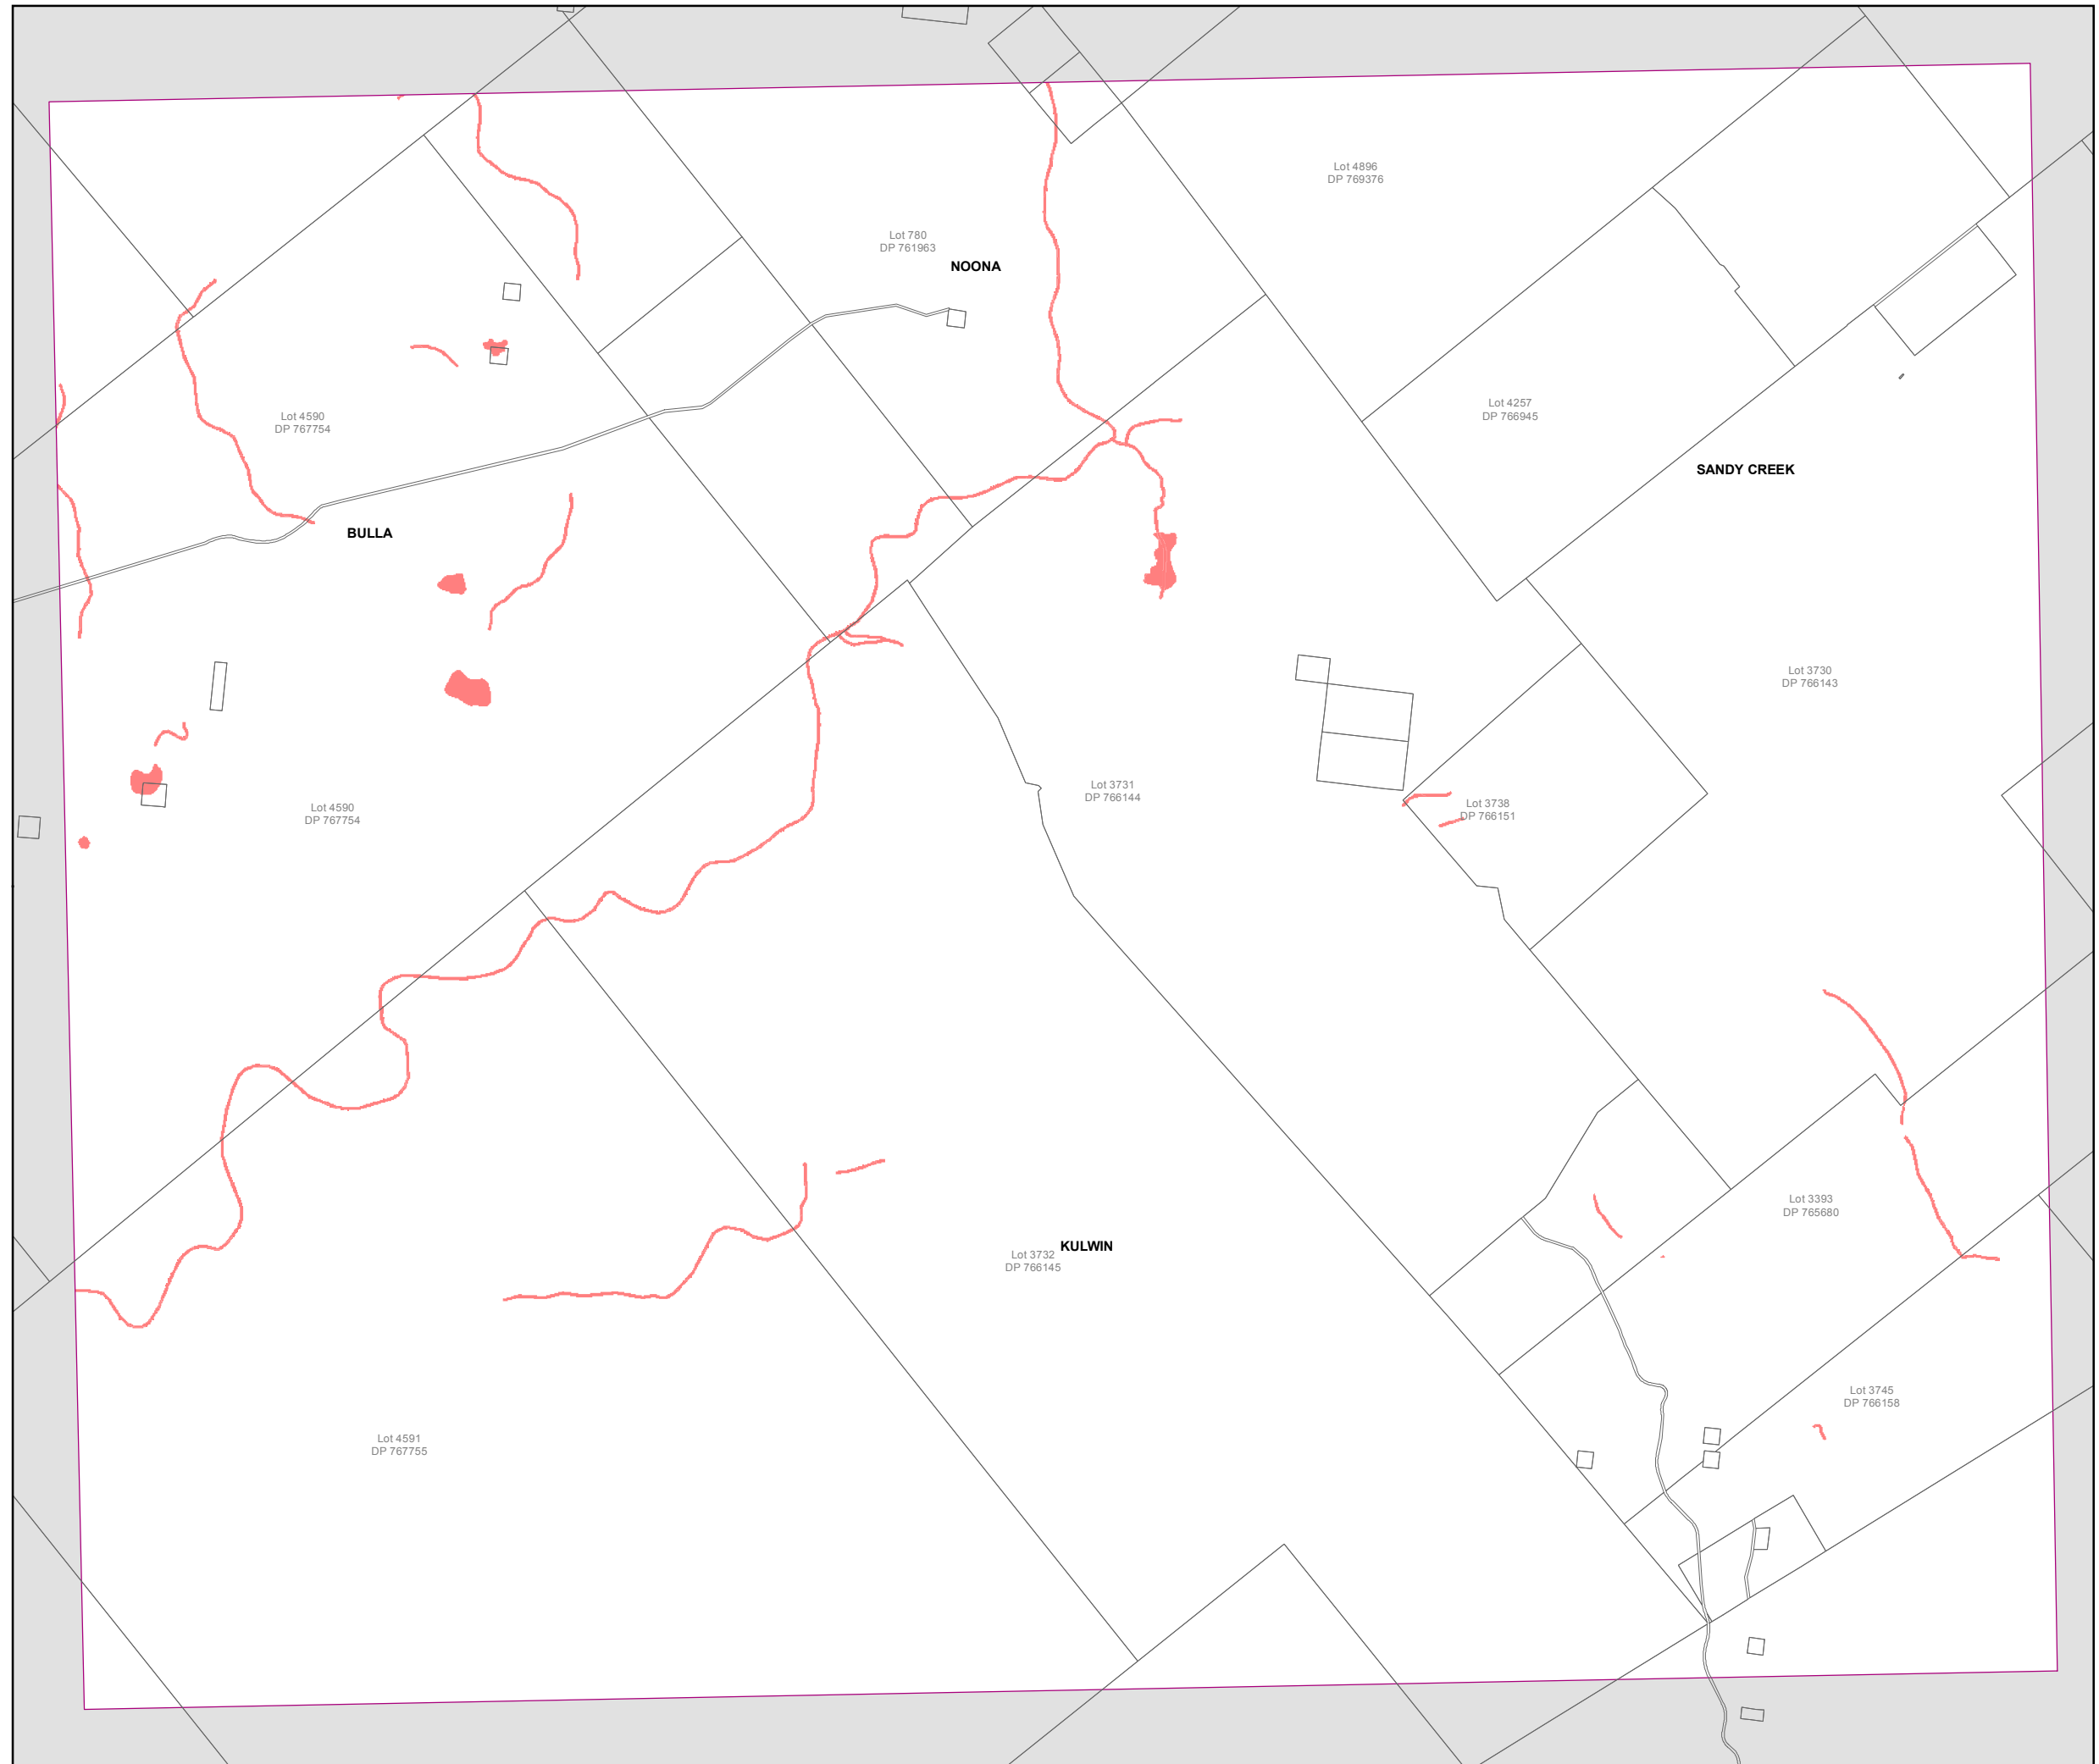 Lot 4896
DP 769376
Lot 780
DP 761963
NOONA
Lot 4590
DP 767754
Lot 4257
DP 766945
SANDY CREEK
BULLA
Lot 3730
DP 766143
Lot 3731
DP 766144
Lot 4590
DP 767754
Lot 3738
DP 766151
Lot 3393
DP 765680
KULWIN
Lot 3732
DP 766145
Lot 3745
DP 766158
Lot 4591
DP 767755